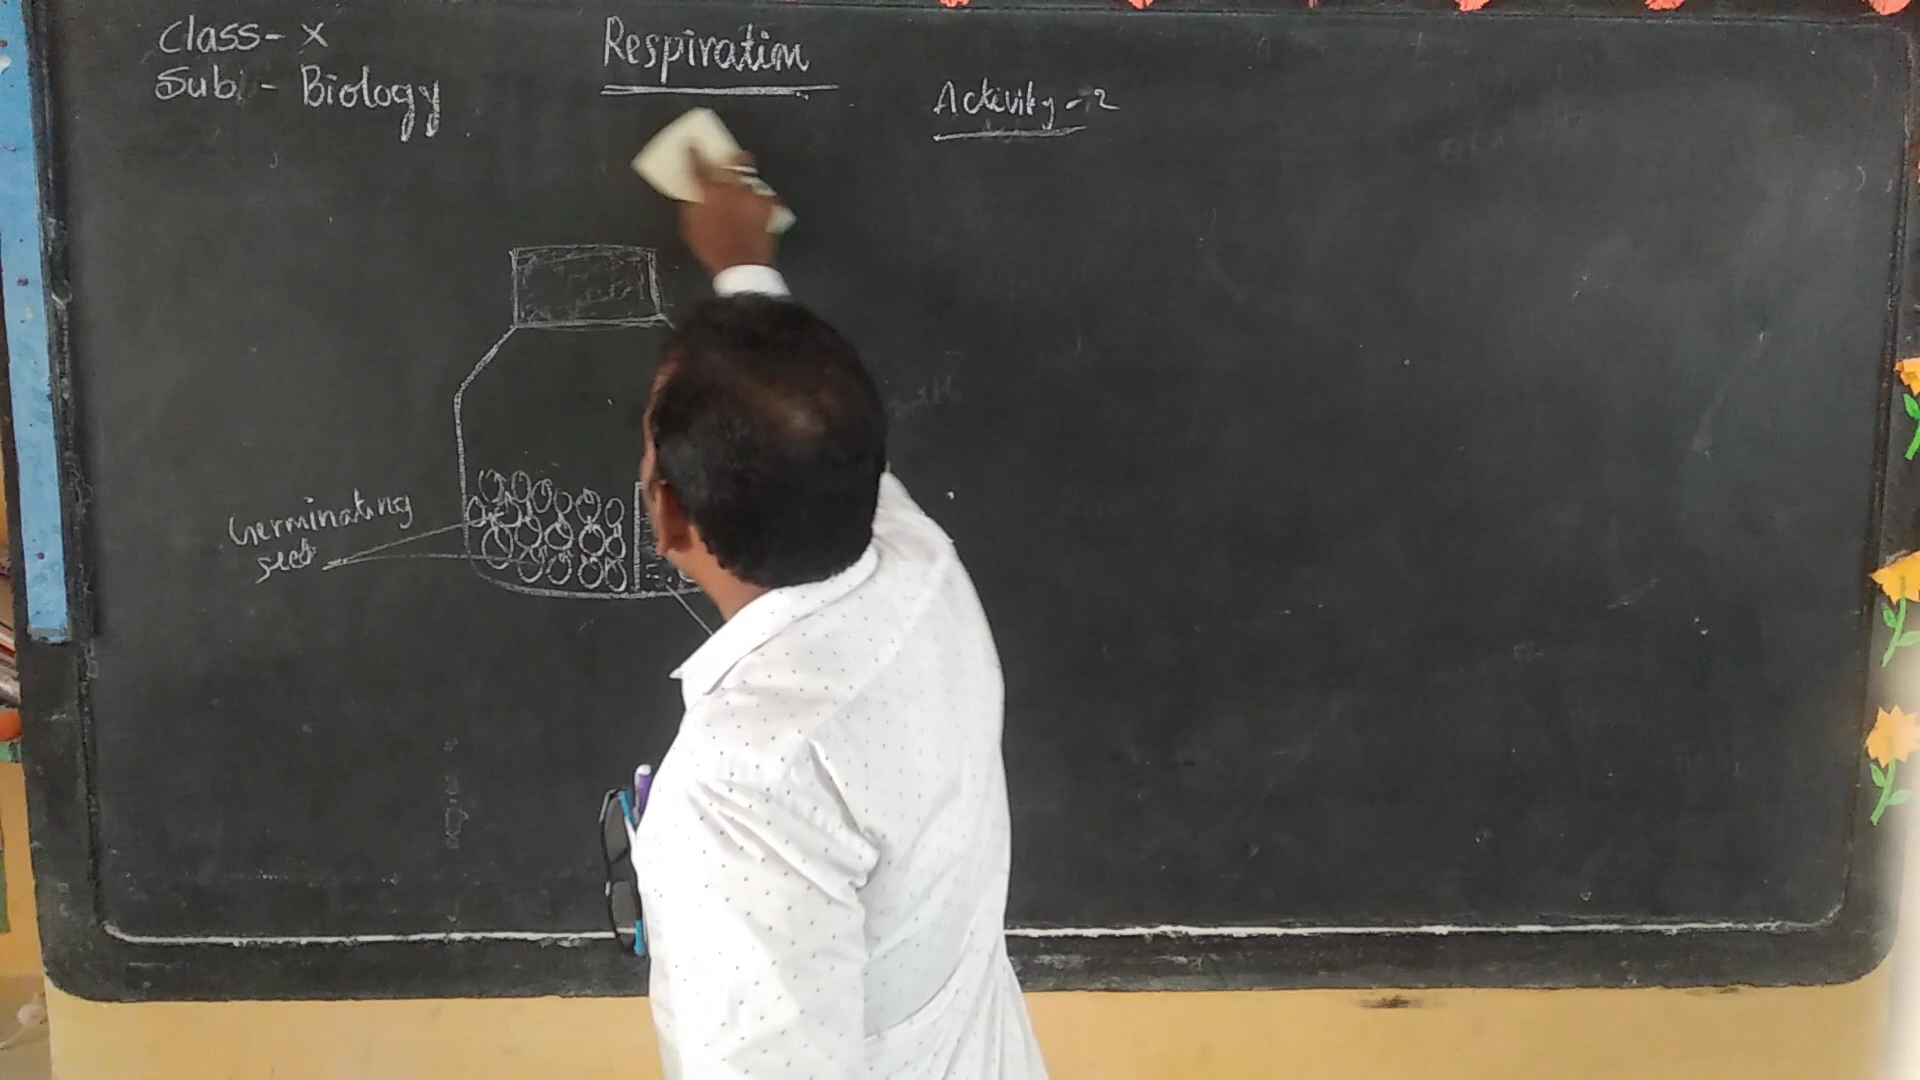 Class- X
Sub - Biology
Respiration
Activity - 2
Germinating
seed